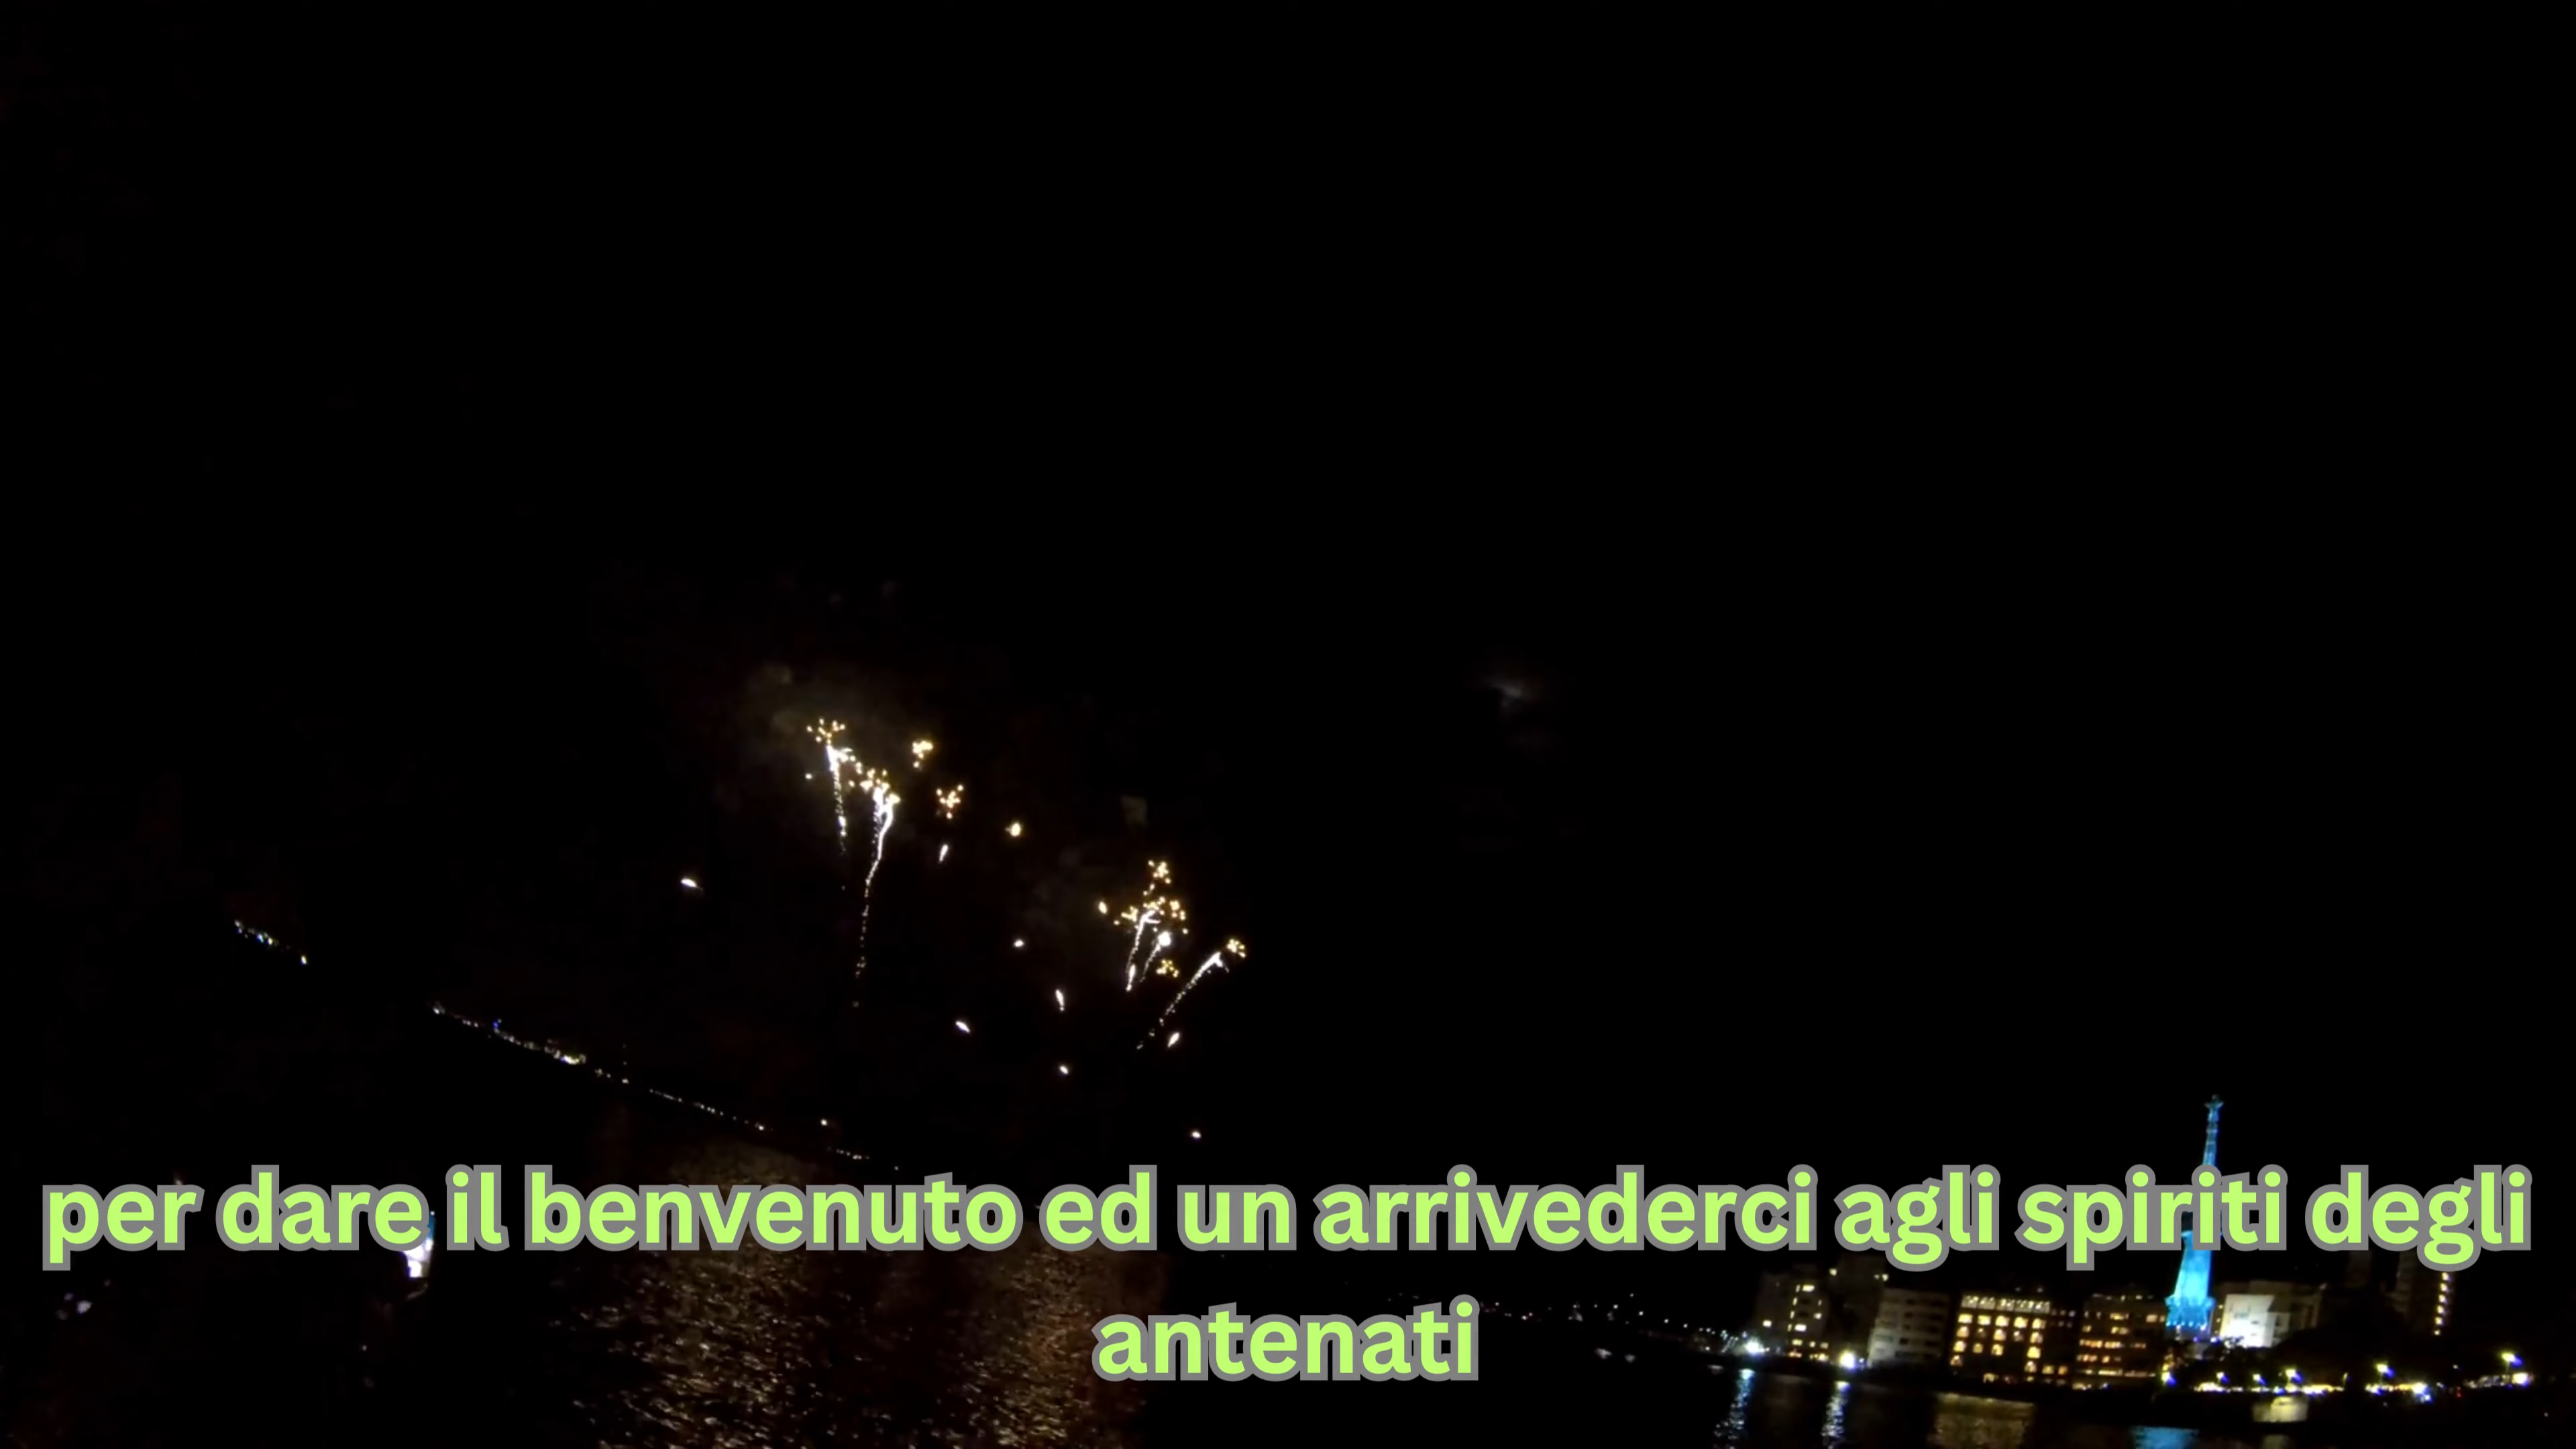 per dare il benvenuto ed un arrivederci agli spiriti degli
antenati